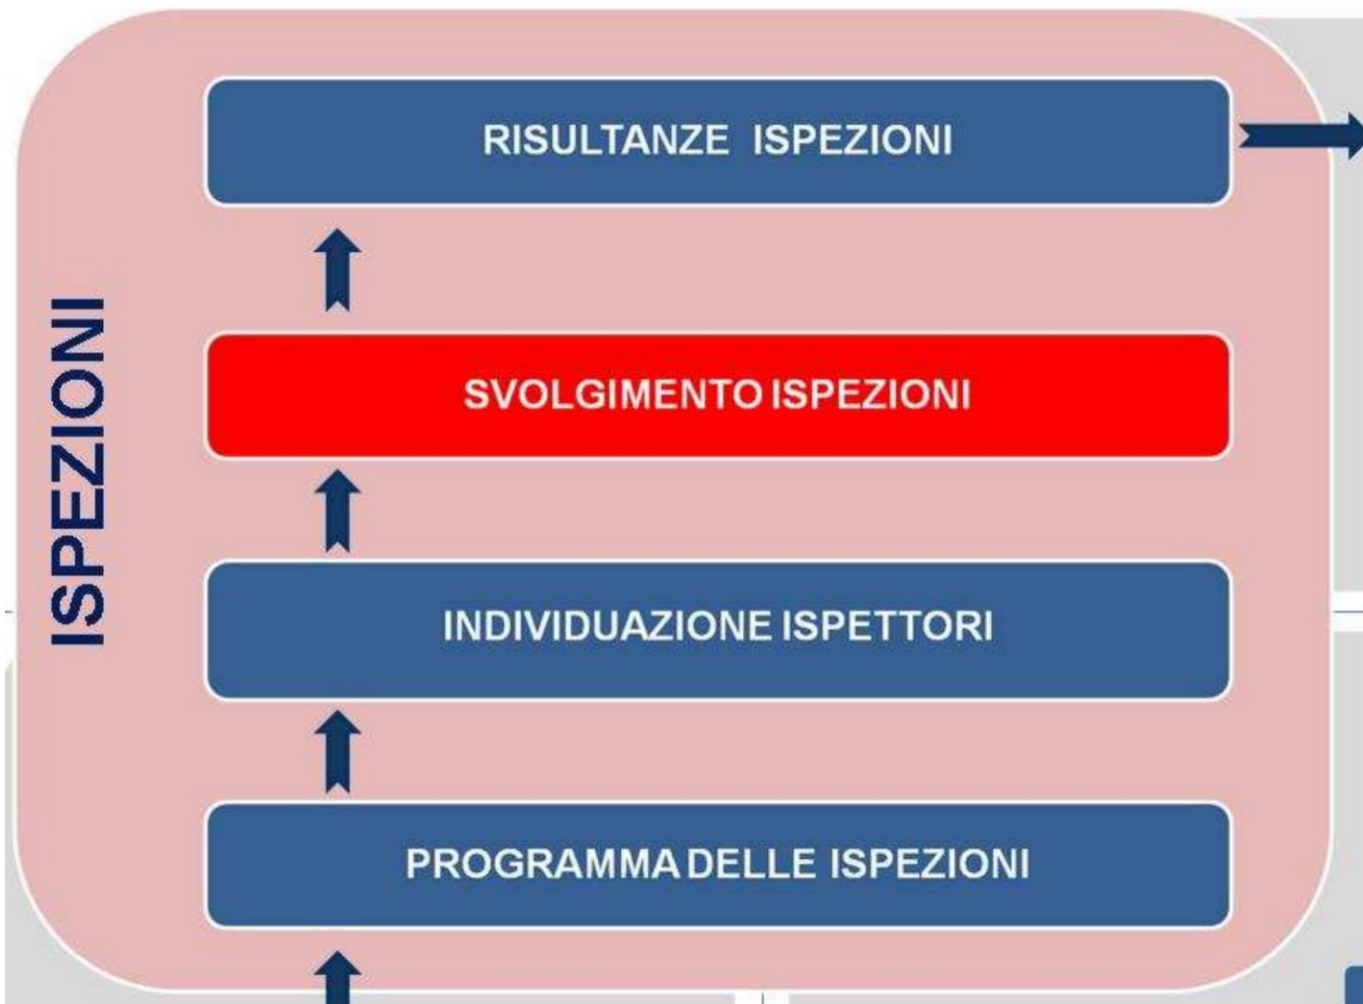 ISPEZIONI
RISULTANZE ISPEZIONI
SVOLGIMENTO ISPEZIONI
INDIVIDUAZIONE ISPETTORI
PROGRAMMA DELLE ISPEZIONI